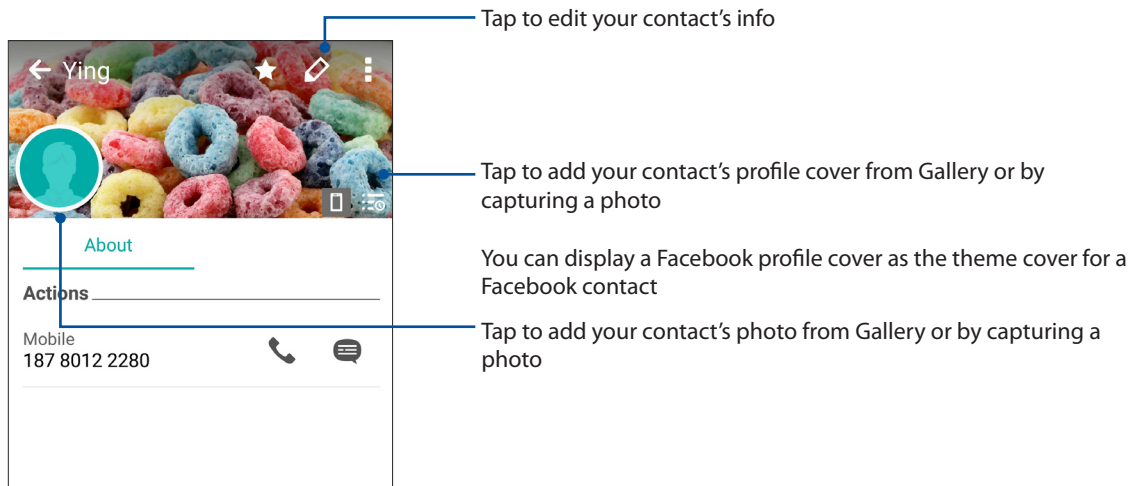 Tap to edit your contact’s info
Ying
Tap to add your contact’s profile cover from Gallery or by
capturing a photo
About
You can display a Facebook profile cover as the theme cover for a
Facebook contact
Actions
Tap to add your contact’s photo from Gallery or by capturing a
photo
Mobile
187 8012 2280